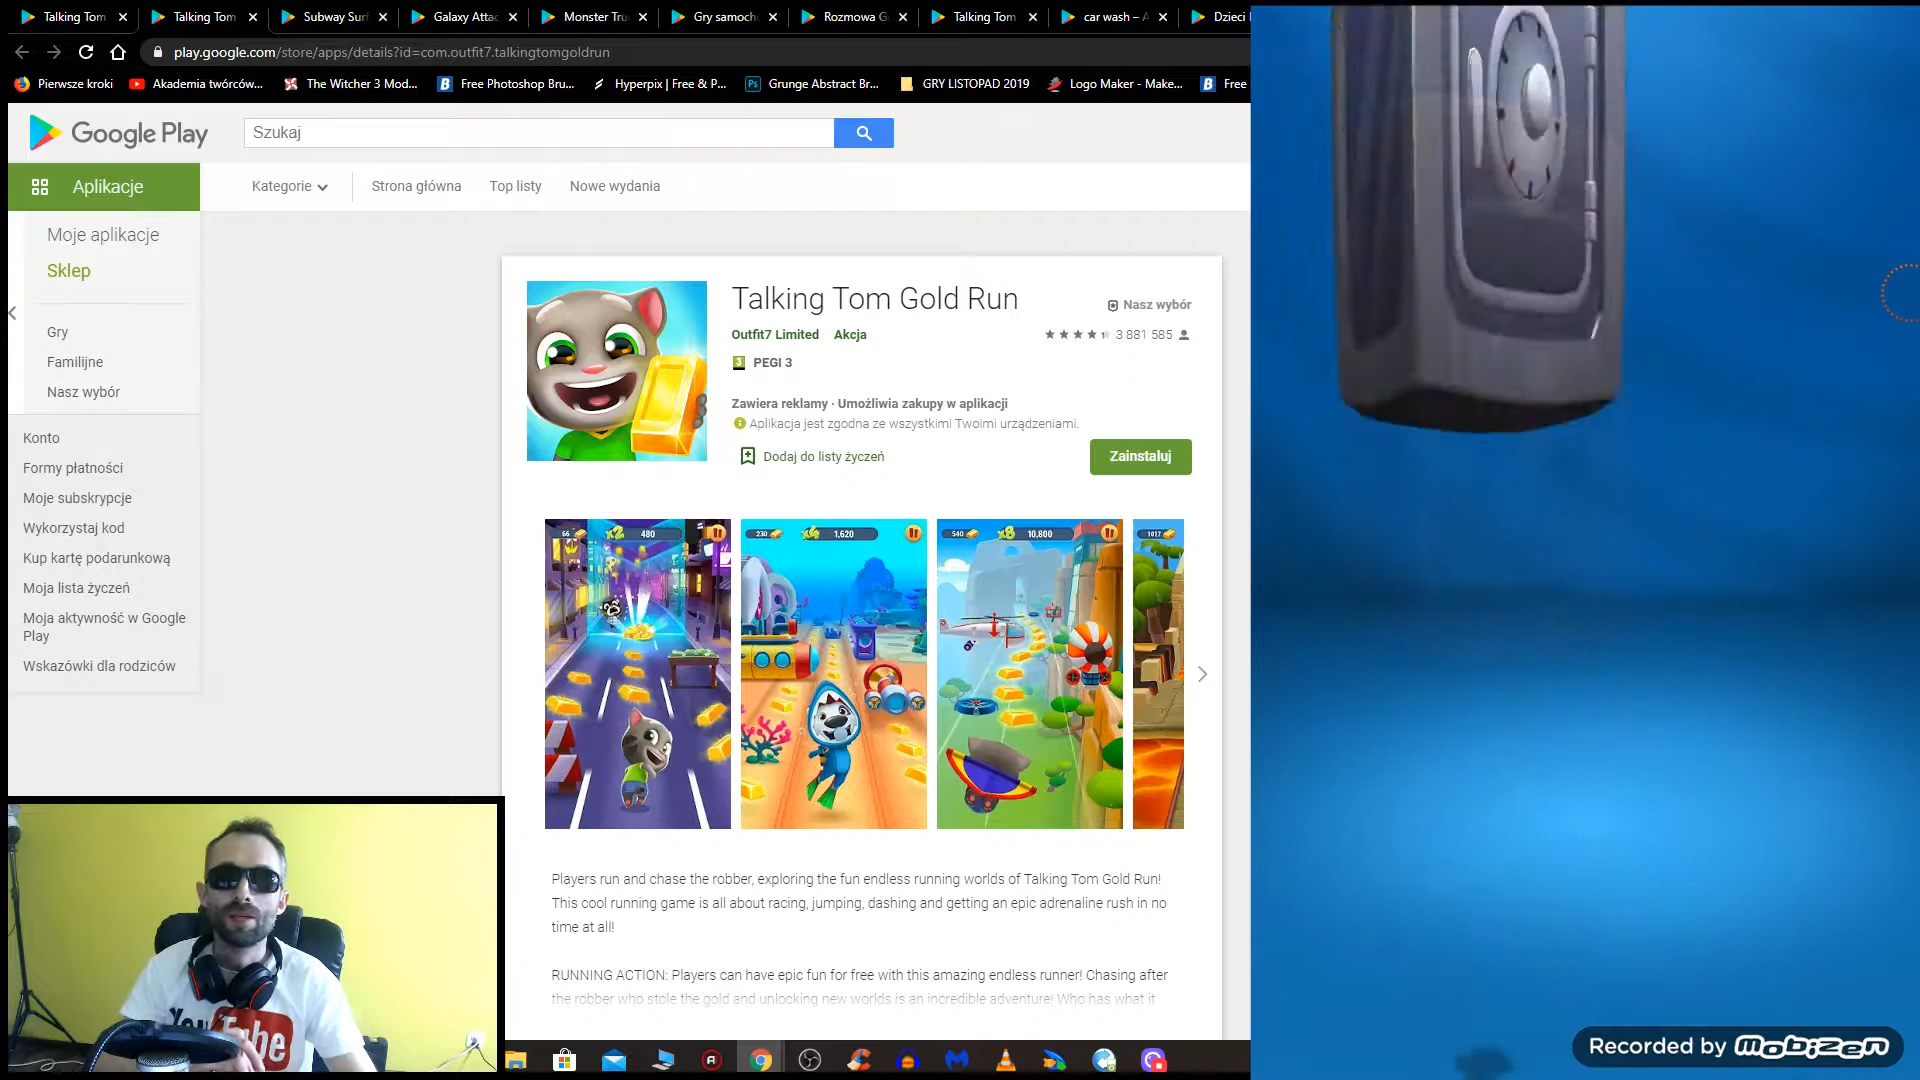 Talking Tom
Talking Tom
Subway Surf
Galaxy Attac
Monster Tru
Gry samoch
Rozmowa G
Talking Tom
car wash – A
Dzieci
play.google.com/store/apps/details?id=com.outfit7.talkingtomgoldrun
Pierwsze kroki
Akademia twórców...
The Witcher 3 Mod...
Free Photoshop Bru...
Hyperpix | Free & P...
Grunge Abstract Br...
GRY LISTOPAD 2019
Logo Maker - Make...
Free
Google Play
Szukaj
Aplikacje
Kategorie
Strona główna
Top listy
Nowe wydania
Moje aplikacje
Sklep
Gry
Familijne
Nasz wybór
Konto
Formy płatności
Moje subskrypcje
Wykorzystaj kod
Kup kartę podarunkową
Moja lista życzeń
Moja aktywność w Google
Play
Wskazówki dla rodziców
Talking Tom Gold Run
Nasz wybór
Outfit7 Limited Akcja
3 881 585
3 PEGI 3
Zawiera reklamy · Umożliwia zakupy w aplikacji
Aplikacja jest zgodna ze wszystkimi Twoimi urządzeniami.
Dodaj do listy życzeń
Zainstaluj
66 x2 480
230 x4 1,620
540 x8 10,800
1017
Players run and chase the robber, exploring the fun endless running worlds of Talking Tom Gold Run!
This cool running game is all about racing, jumping, dashing and getting an epic adrenaline rush in no
time at all!
RUNNING ACTION: Players can have epic fun for free with this amazing endless runner! Chasing after
the robber who stole the gold and unlocking new worlds is an incredible adventure! Who has what it
YouTube
Recorded by mobizen